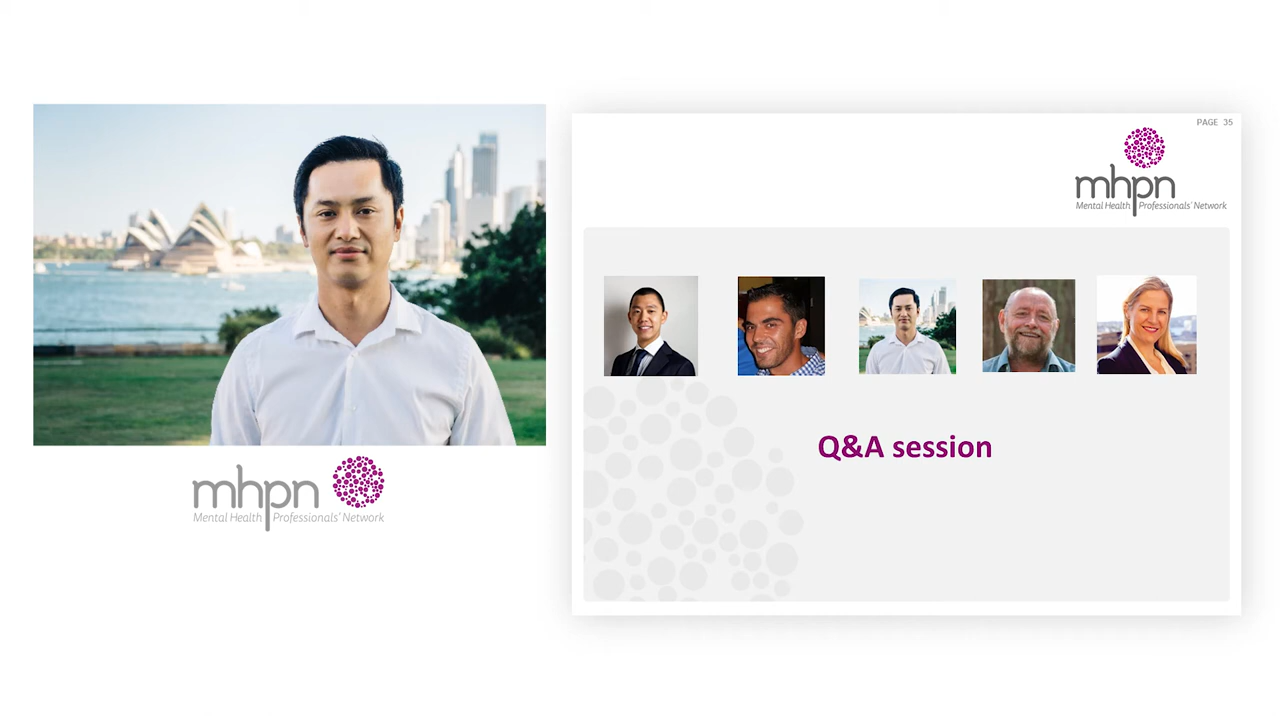 mhpn
Mental Health Professionals' Network
PAGE 35
mhpn
Mental Health Professionals' Network
Q&A session